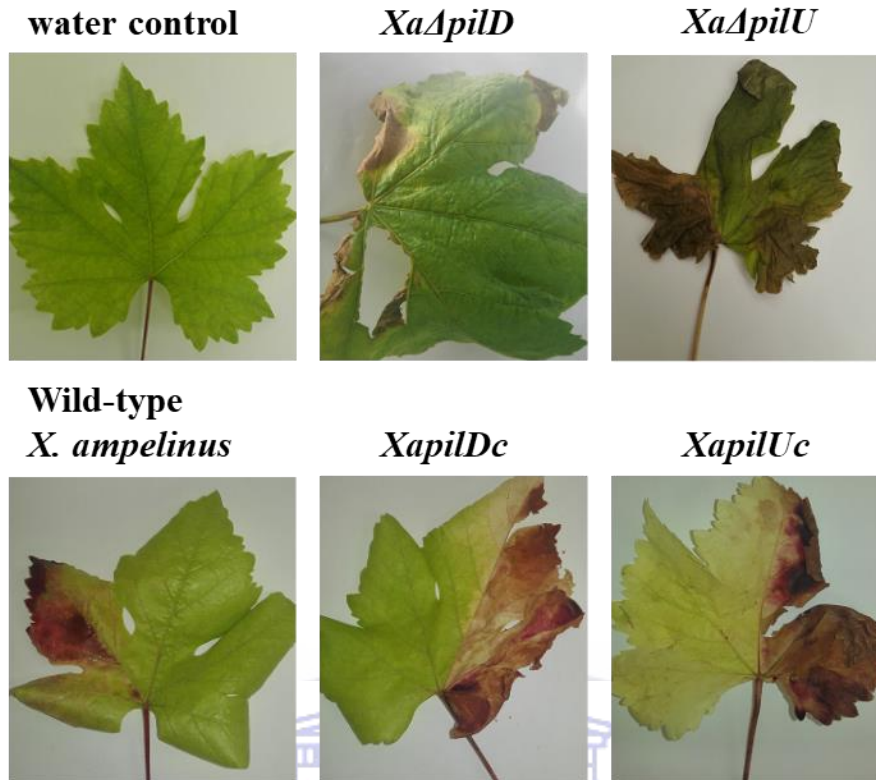 water control
XaΔpilD
XaΔpilU
Wild-type
X. ampelinus
XapilDc
XapilUc